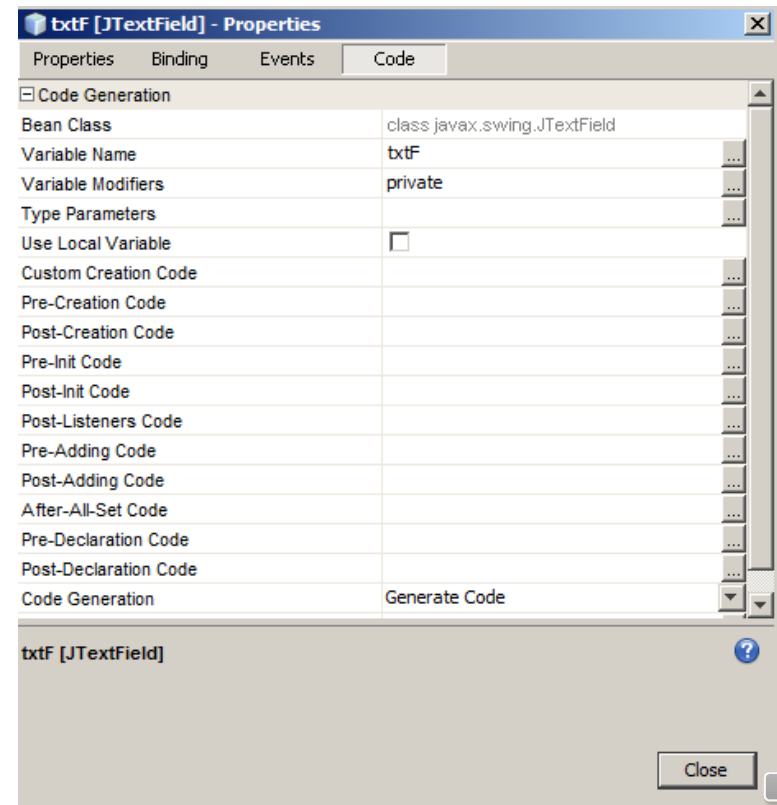 txtF [JTextField] - Properties
Properties Binding Events Code
Code Generation
Bean Class class javax.swing.JTextField
Variable Name txtF ...
Variable Modifiers private ...
Type Parameters ...
Use Local Variable
Custom Creation Code ...
Pre-Creation Code ...
Post-Creation Code ...
Pre-Init Code ...
Post-Init Code ...
Post-Listeners Code ...
Pre-Adding Code ...
Post-Adding Code ...
After-All-Set Code ...
Pre-Declaration Code ...
Post-Declaration Code ...
Code Generation Generate Code
txtF [JTextField] ?
Close